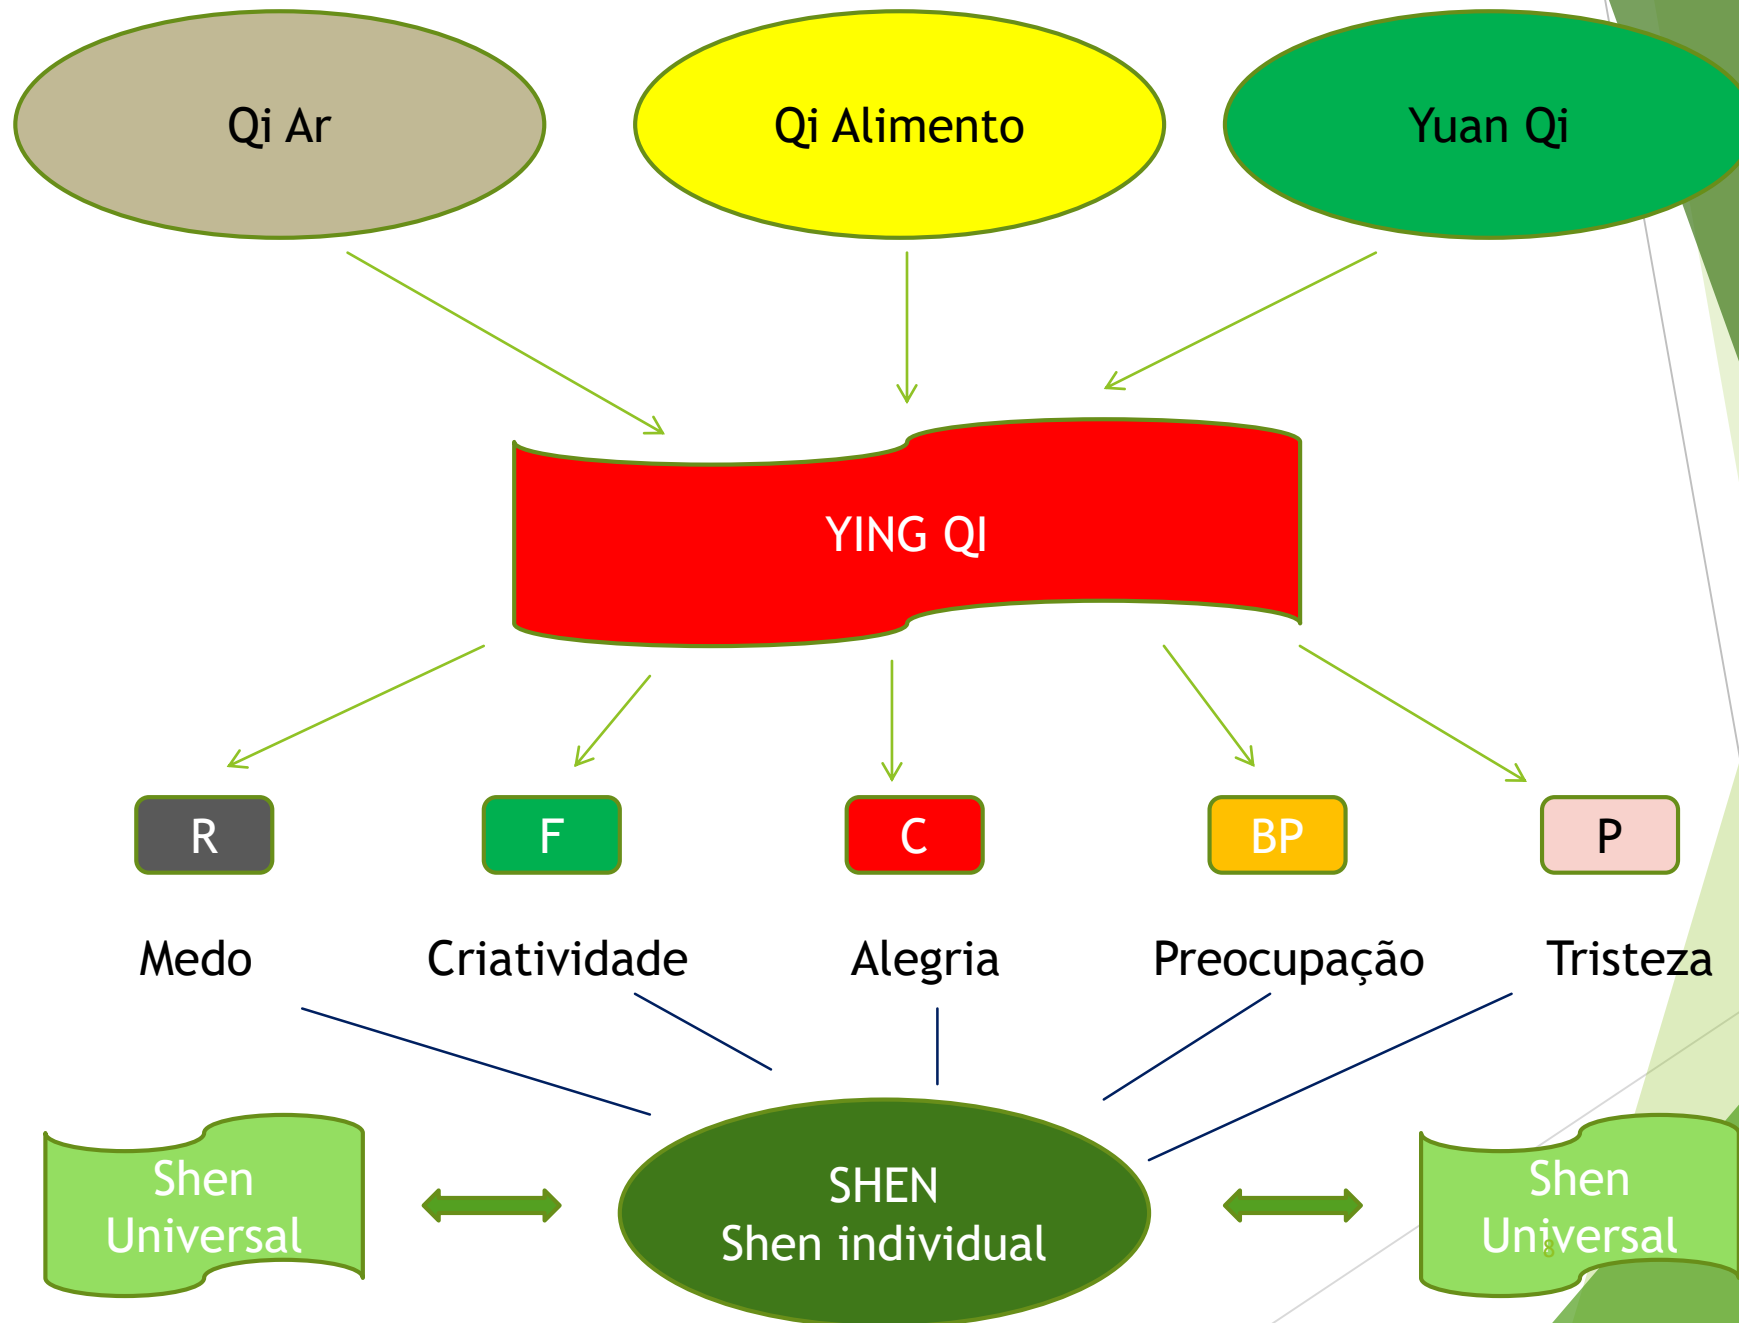 Qi Ar
Qi Alimento
Yuan Qi
YING QI
R
F
C
BP
P
Medo
Criatividade
Alegria
Preocupação
Tristeza
Shen
Universal
SHEN
Shen individual
Shen
Universal
8